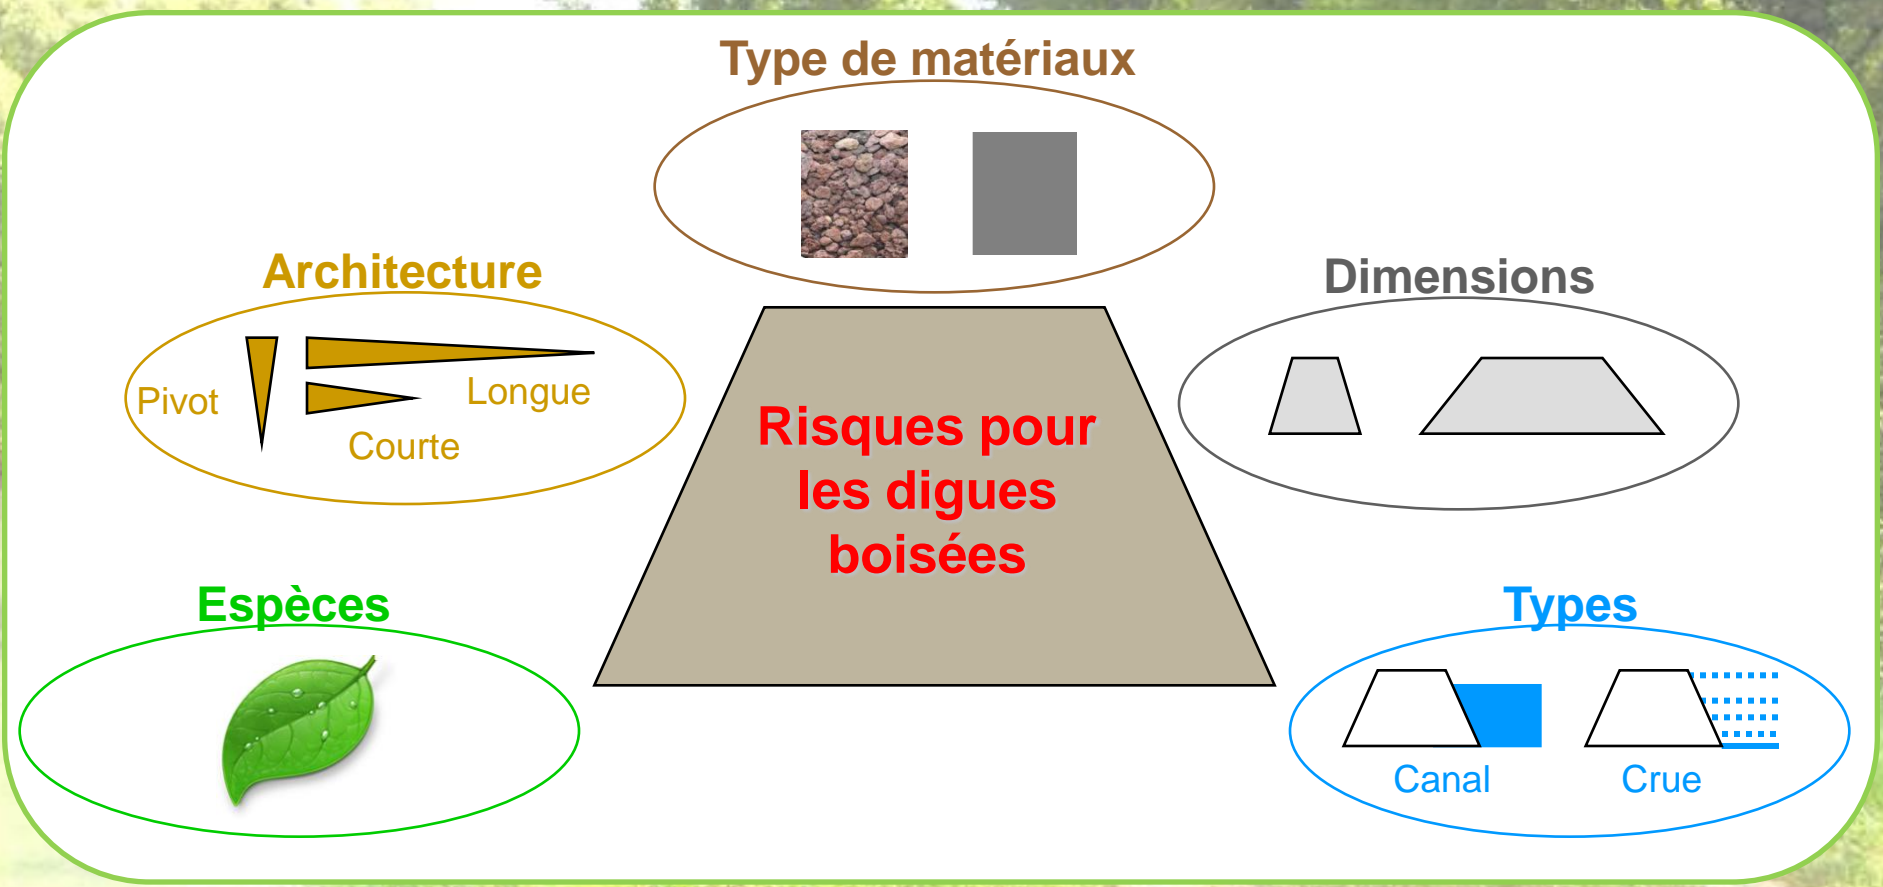 Type de matériaux
Architecture
Dimensions
Pivot
Longue
Courte
Risques pour
les digues
boisées
Espèces
Types
Canal
Crue